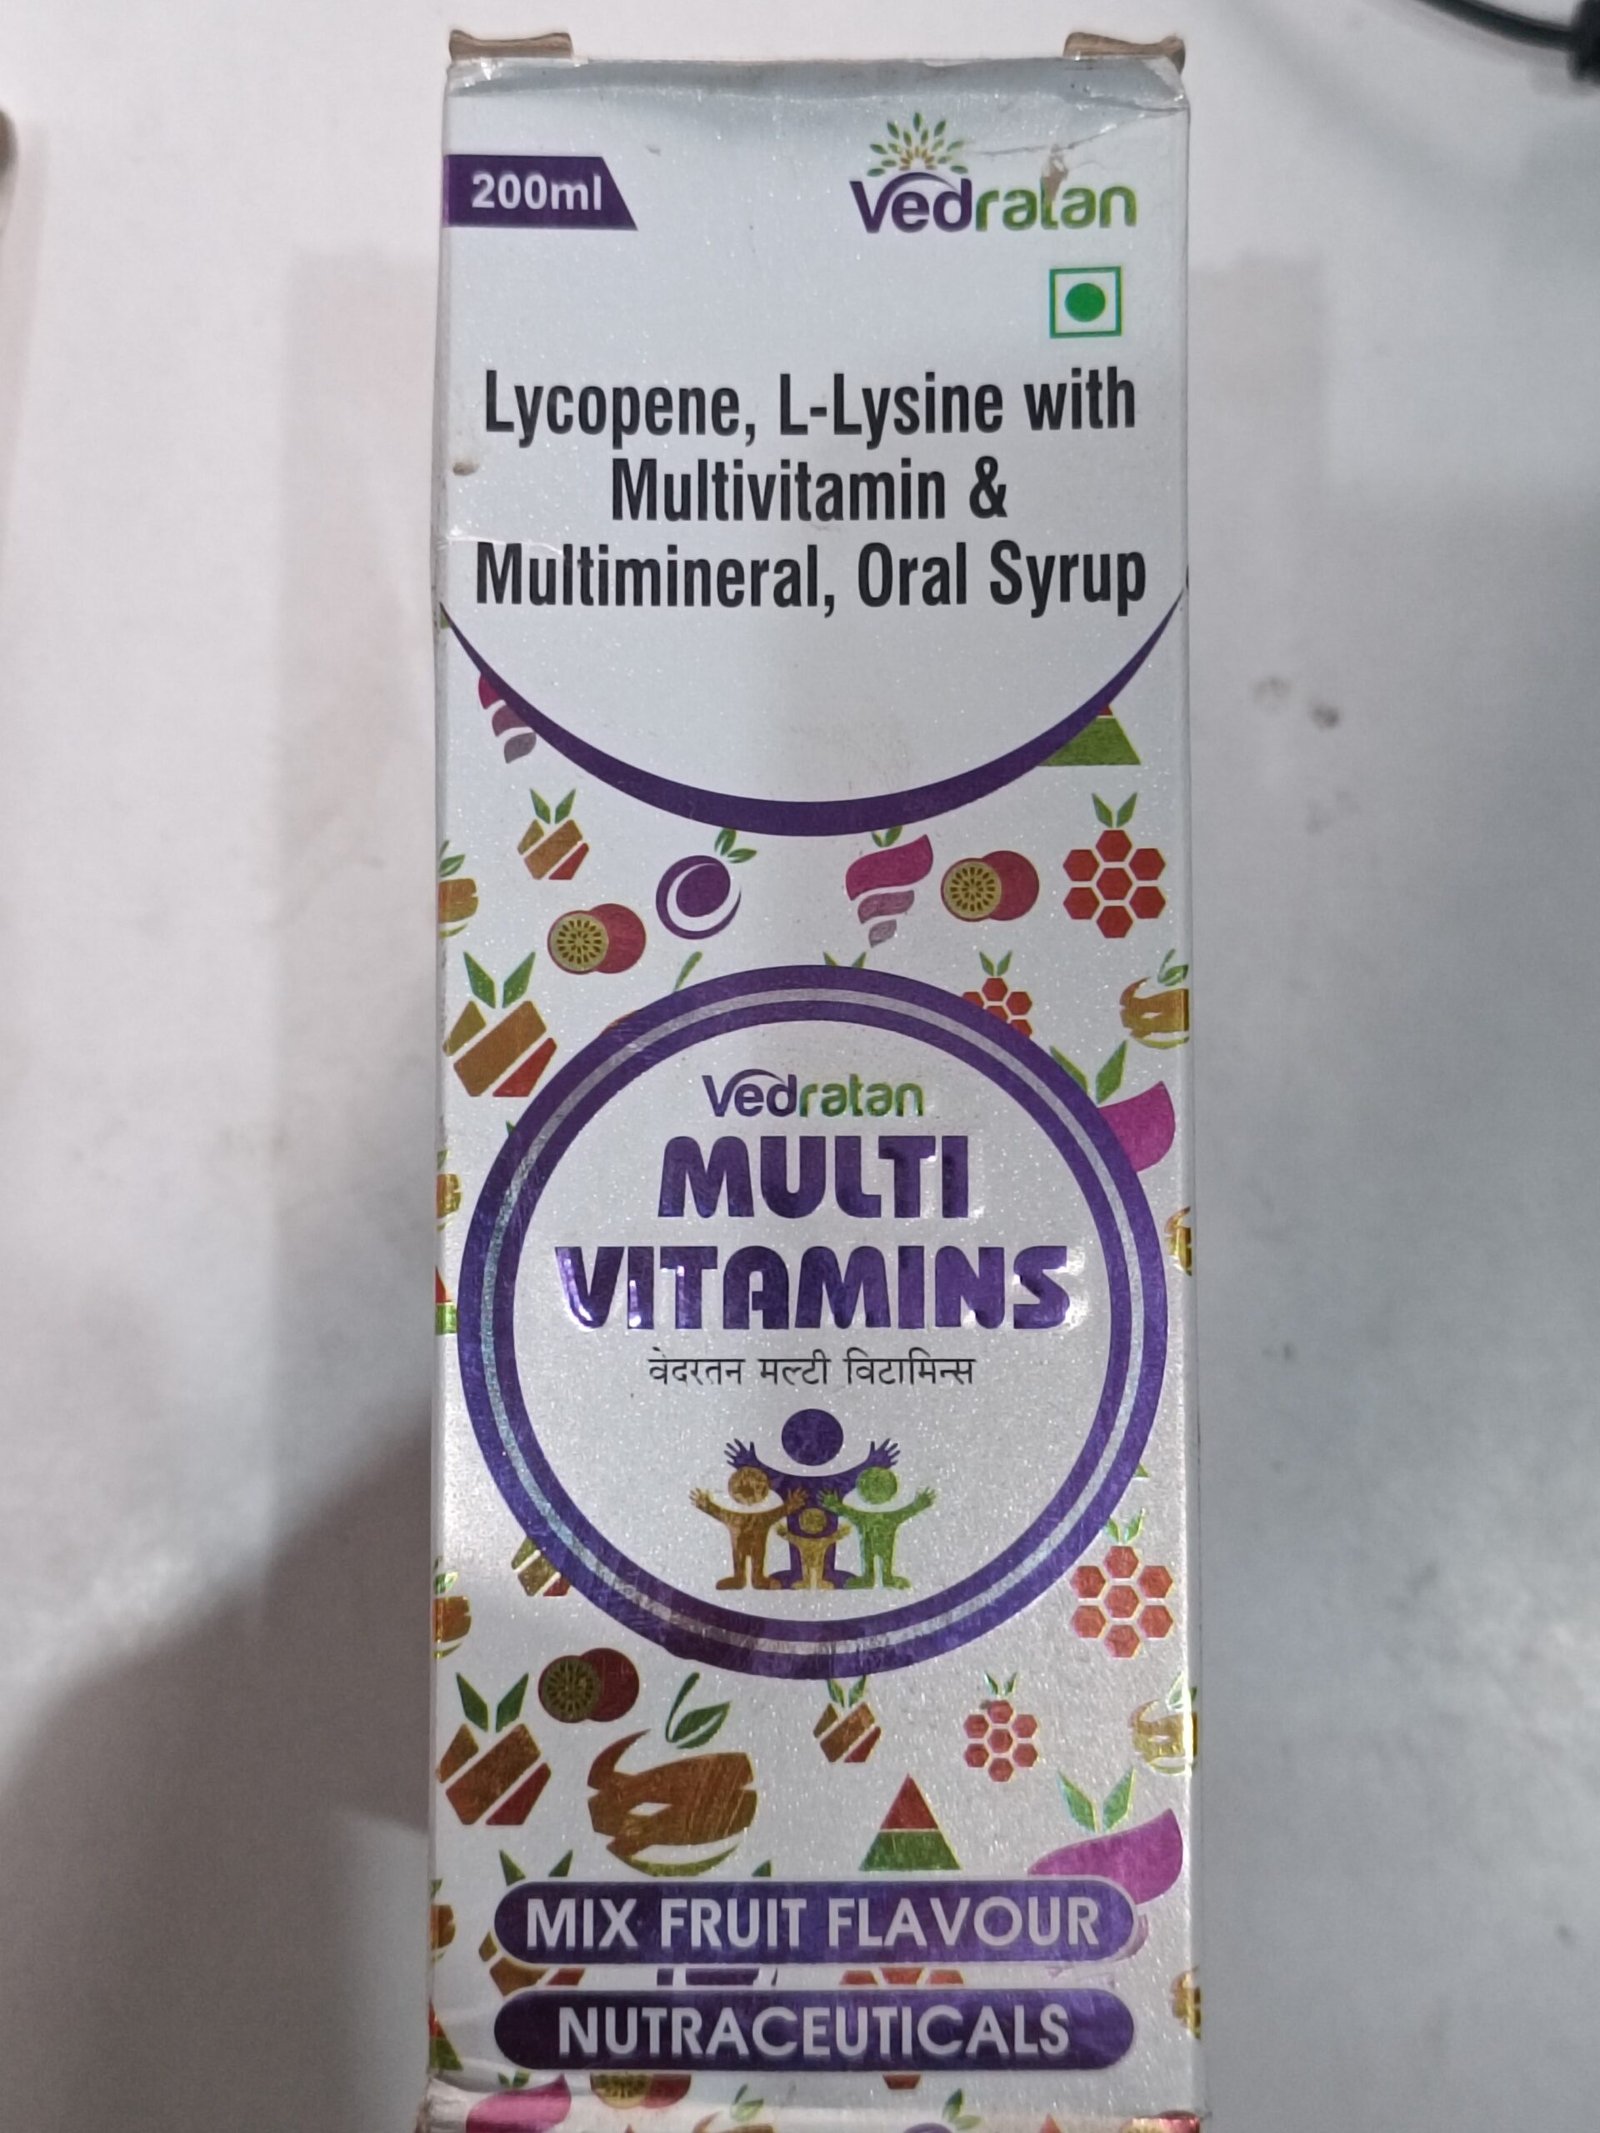 200ml
Vedratan
Lycopene, L-Lysine with
Multivitamin &
Multimineral, Oral Syrup
Vedratan
MULTI
VITAMINS
वेदरतन मल्टी विटामिन्स
MIX FRUIT FLAVOUR
NUTRACEUTICALS